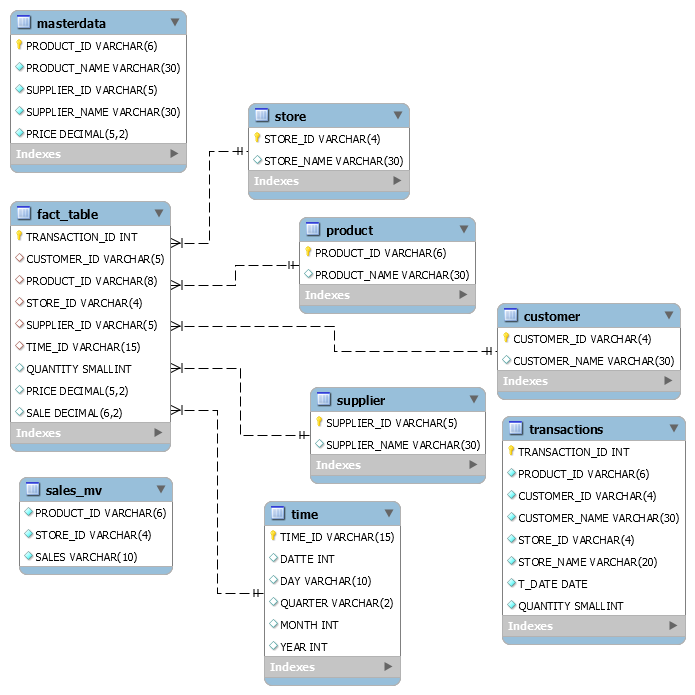 masterdata
PRODUCT_ID VARCHAR(6)
PRODUCT_NAME VARCHAR(30)
SUPPLIER_ID VARCHAR(5)
SUPPLIER_NAME VARCHAR(30)
PRICE DECIMAL(5,2)
Indexes
store
STORE_ID VARCHAR(4)
STORE_NAME VARCHAR(30)
Indexes
fact_table
TRANSACTION_ID INT
CUSTOMER_ID VARCHAR(5)
PRODUCT_ID VARCHAR(8)
STORE_ID VARCHAR(4)
SUPPLIER_ID VARCHAR(5)
TIME_ID VARCHAR(15)
QUANTITY SMALLINT
PRICE DECIMAL(5,2)
SALE DECIMAL(6,2)
Indexes
product
PRODUCT_ID VARCHAR(6)
PRODUCT_NAME VARCHAR(30)
Indexes
customer
CUSTOMER_ID VARCHAR(4)
CUSTOMER_NAME VARCHAR(30)
Indexes
supplier
SUPPLIER_ID VARCHAR(5)
SUPPLIER_NAME VARCHAR(30)
Indexes
transactions
TRANSACTION_ID INT
PRODUCT_ID VARCHAR(6)
CUSTOMER_ID VARCHAR(4)
CUSTOMER_NAME VARCHAR(30)
STORE_ID VARCHAR(4)
STORE_NAME VARCHAR(20)
T_DATE DATE
QUANTITY SMALLINT
Indexes
sales_mv
PRODUCT_ID VARCHAR(6)
STORE_ID VARCHAR(4)
SALES VARCHAR(10)
time
TIME_ID VARCHAR(15)
DATTE INT
DAY VARCHAR(10)
QUARTER VARCHAR(2)
MONTH INT
YEAR INT
Indexes